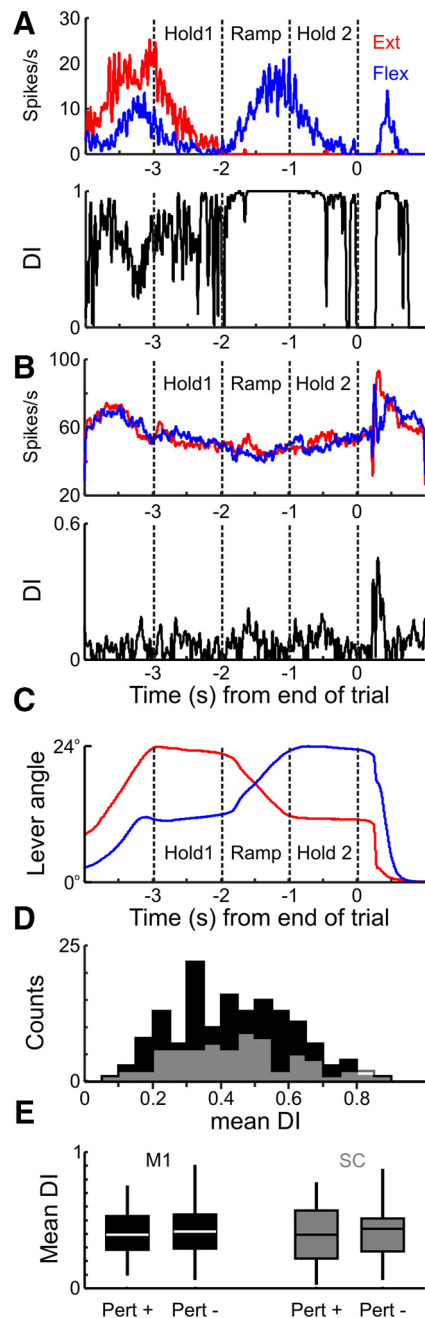 A
Hold1 Ramp Hold 2 Ext
Flex
Spikes/s
30
20
10
0
-3 -2 -1 0
DI
1
0
B
Hold1 Ramp Hold 2
Spikes/s
100
60
20
-3 -2 -1 0
DI
0.6
0
-3 -2 -1 0
Time (s) from end of trial
C
Lever angle
24°
0°
Hold1 Ramp Hold 2
-3 -2 -1 0
Time (s) from end of trial
D
Counts
25
0
0 0.2 0.4 0.6 0.8
mean DI
E
Mean DI
1
0
M1 SC
Pert + Pert - Pert + Pert -